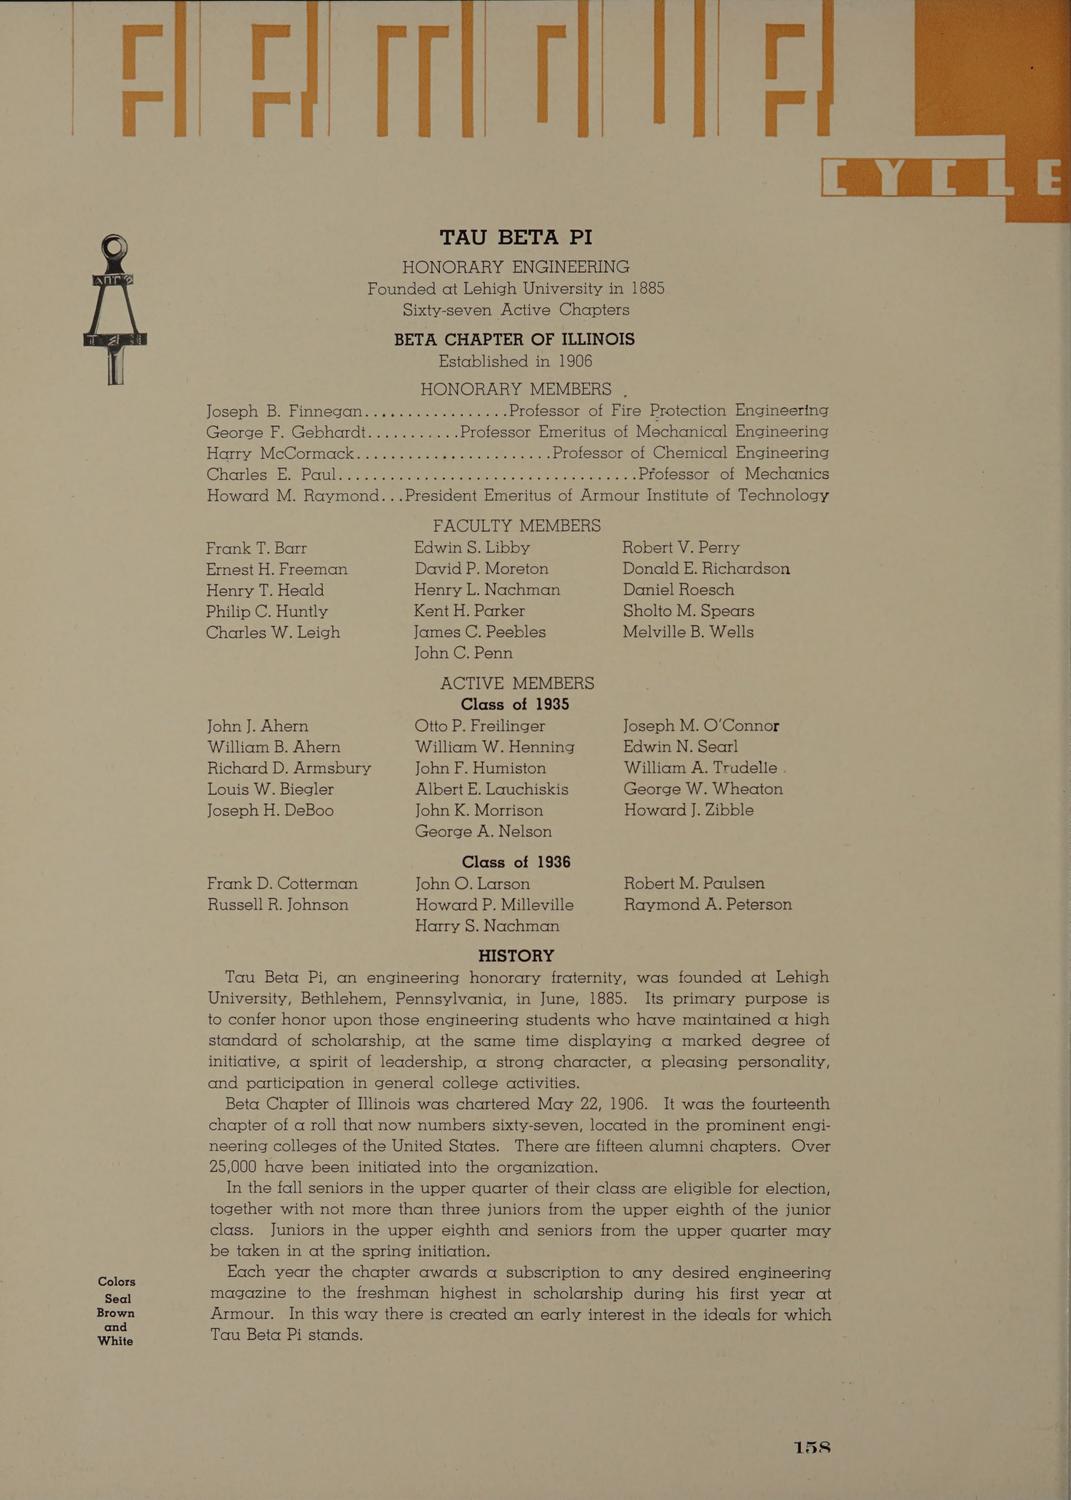 ARMOUR
CYCLE
TAU BETA PI
HONORARY ENGINEERING
Founded at Lehigh University in 1885
Sixty-seven Active Chapters
BETA CHAPTER OF ILLINOIS
Established in 1906
HONORARY MEMBERS
Joseph B. Finnegan.................Professor of Fire Protection Engineering
George F. Gebhardt...........Professor Emeritus of Mechanical Engineering
Harry McCormack.......................Professor of Chemical Engineering
Charles E. Paul...................................Professor of Mechanics
Howard M. Raymond...President Emeritus of Armour Institute of Technology
FACULTY MEMBERS
Frank T. Barr Edwin S. Libby Robert V. Perry
Ernest H. Freeman David P. Moreton Donald E. Richardson
Henry T. Heald Henry L. Nachman Daniel Roesch
Philip C. Huntly Kent H. Parker Sholto M. Spears
Charles W. Leigh James C. Peebles Melville B. Wells
John C. Penn
ACTIVE MEMBERS
Class of 1935
John J. Ahern Otto P. Freilinger Joseph M. O'Connor
William B. Ahern William W. Henning Edwin N. Searl
Richard D. Armsbury John F. Humiston William A. Trudelle
Louis W. Biegler Albert E. Lauchiskis George W. Wheaton
Joseph H. DeBoo John K. Morrison Howard J. Zibble
George A. Nelson
Class of 1936
Frank D. Cotterman John O. Larson Robert M. Paulsen
Russell R. Johnson Howard P. Milleville Raymond A. Peterson
Harry S. Nachman
HISTORY
Tau Beta Pi, an engineering honorary fraternity, was founded at Lehigh
University, Bethlehem, Pennsylvania, in June, 1885. Its primary purpose is
to confer honor upon those engineering students who have maintained a high
standard of scholarship, at the same time displaying a marked degree of
initiative, a spirit of leadership, a strong character, a pleasing personality,
and participation in general college activities.
Beta Chapter of Illinois was chartered May 22, 1906. It was the fourteenth
chapter of a roll that now numbers sixty-seven, located in the prominent engi-
neering colleges of the United States. There are fifteen alumni chapters. Over
25,000 have been initiated into the organization.
In the fall seniors in the upper quarter of their class are eligible for election,
together with not more than three juniors from the upper eighth of the junior
class. Juniors in the upper eighth and seniors from the upper quarter may
be taken in at the spring initiation.
Each year the chapter awards a subscription to any desired engineering
magazine to the freshman highest in scholarship during his first year at
Armour. In this way there is created an early interest in the ideals for which
Tau Beta Pi stands.
Colors
Seal
Brown
and
White
158